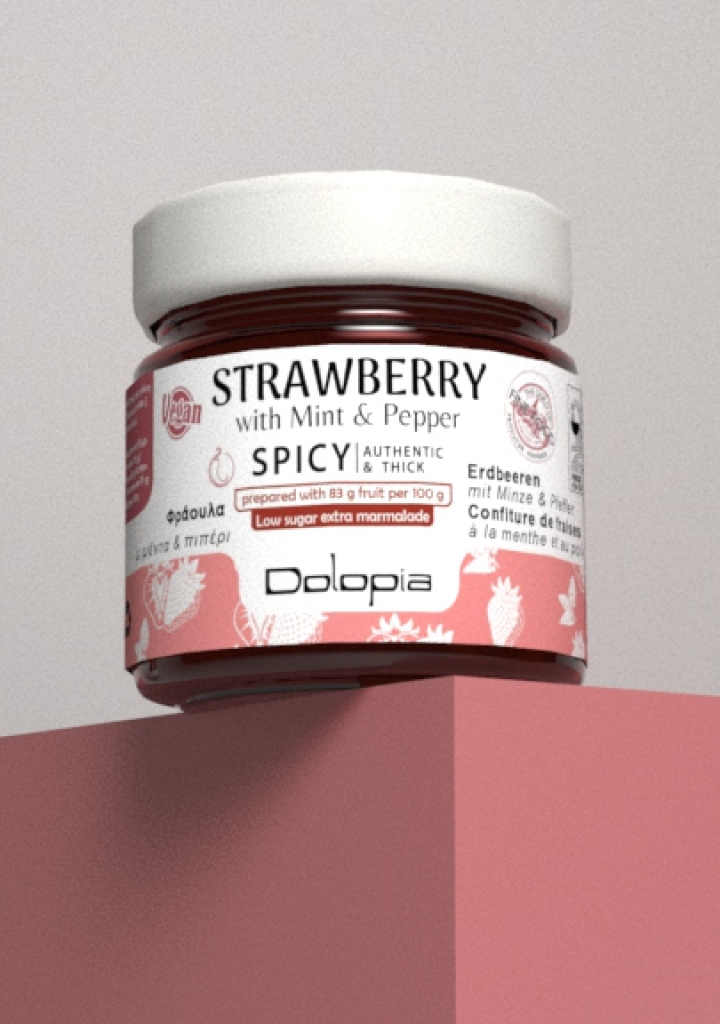 Vegan
STRAWBERRY
with Mint & Pepper
SPICY
AUTHENTIC
& THICK
prepared with 83 g fruit per 100 g
Low sugar extra marmalade
Φράουλα
μέντα & πιπέρι
Erdbeeren
mit Minze & Pfeffer
Confiture de fraises
à la menthe et au
Dolopia